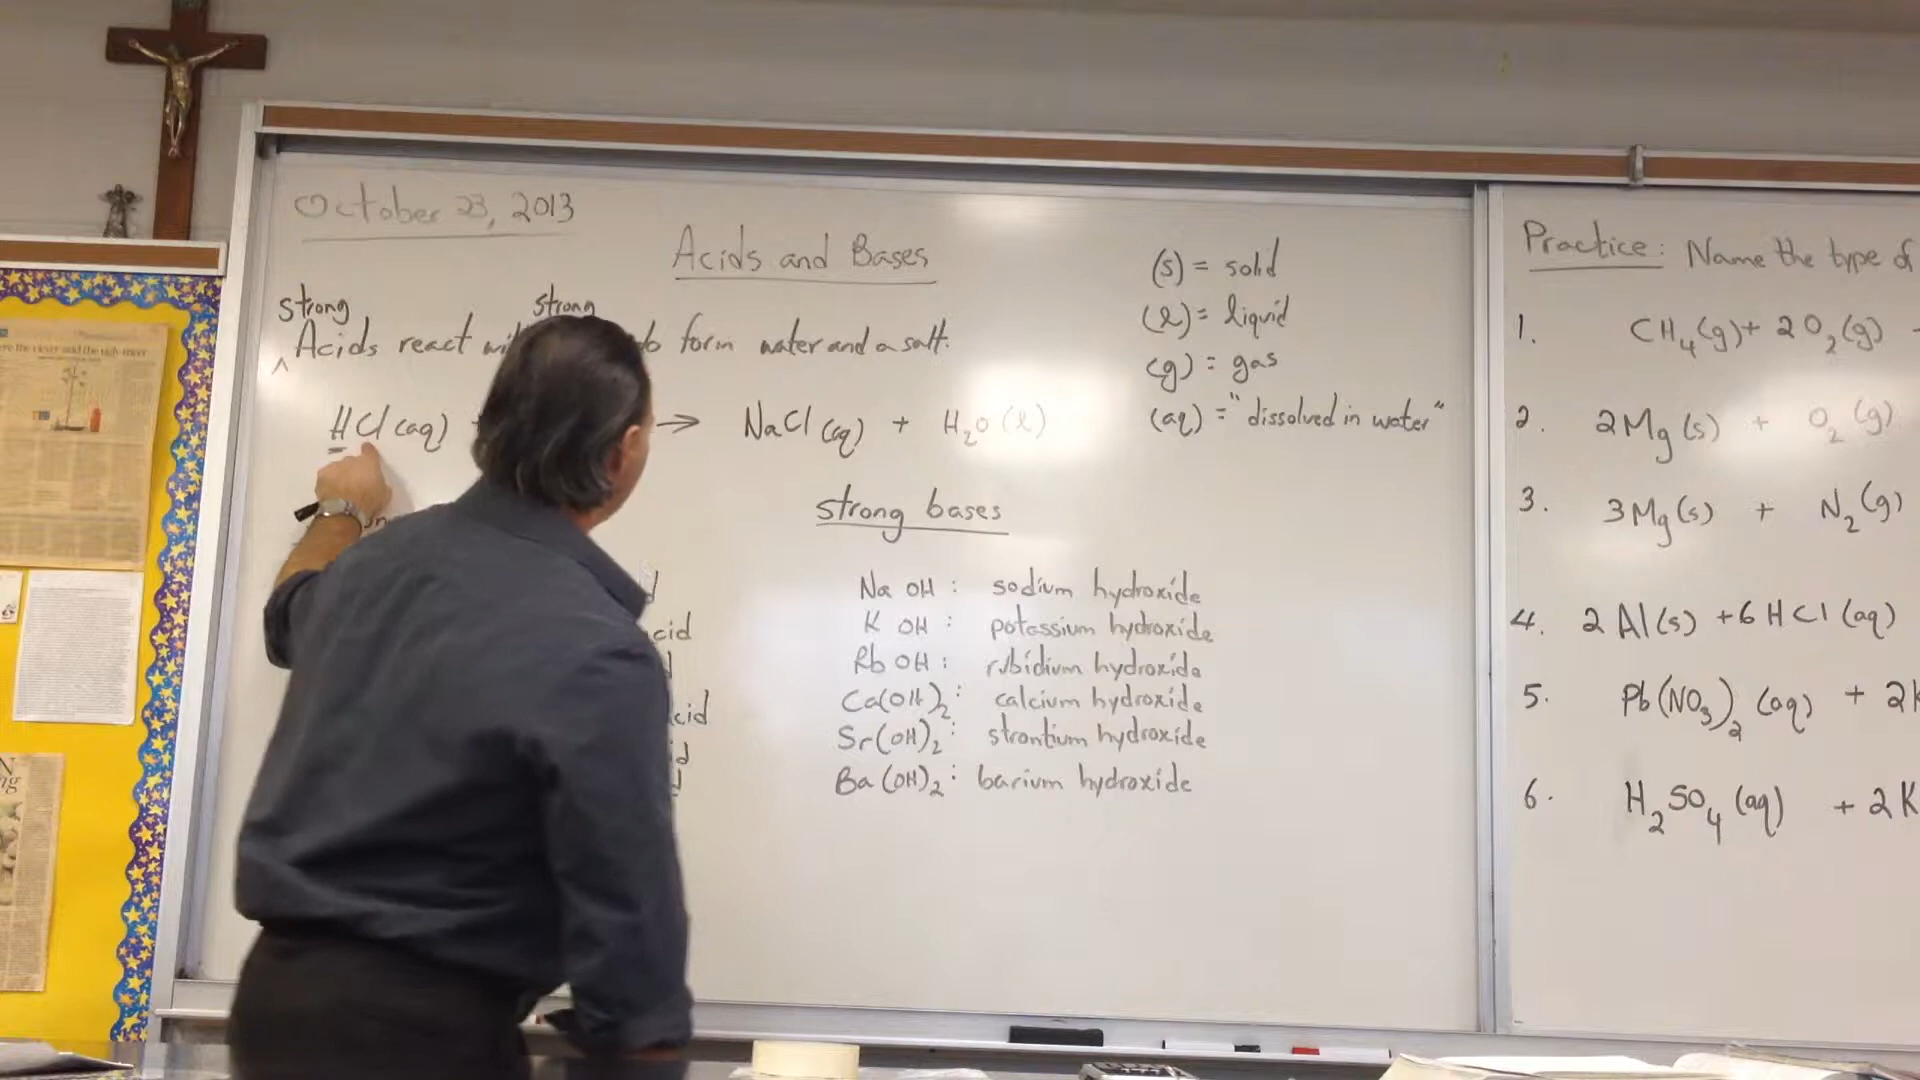 October 23, 2013
Acids and Bases
strong strong
^ Acids react form water and a salt.
HCl(aq) → NaCl(aq) + H₂O(l)
(s) = solid
(l) = liquid
(g) = gas
(aq) = "dissolved in water"
cid
cid
strong bases
NaOH : sodium hydroxide
KOH : potassium hydroxide
RbOH : rubidium hydroxide
Ca(OH)₂ : calcium hydroxide
Sr(OH)₂ : strontium hydroxide
Ba(OH)₂ : barium hydroxide
Practice : Name the type of
1. CH₄(g) + 2O₂(g)
2. 2Mg(s) + O₂(g)
3. 3Mg(s) + N₂(g)
4. 2Al(s) + 6HCl(aq)
5. Pb(NO₃)₂(aq) + 2K
6. H₂SO₄(aq) + 2K